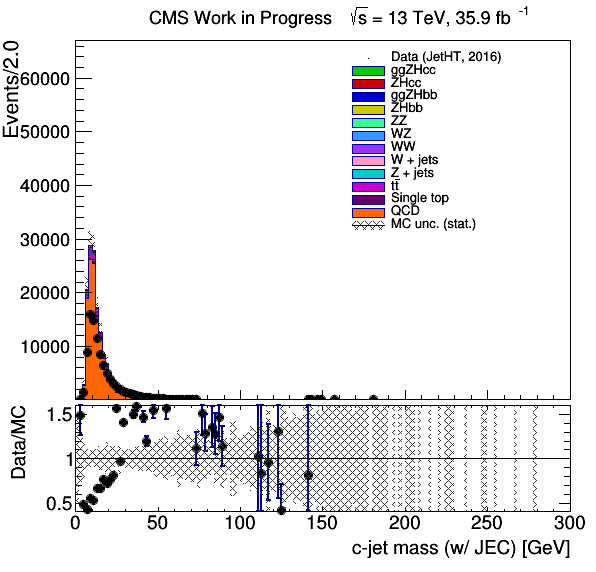 CMS Work in Progress √s = 13 TeV, 35.9 fb -1
Events/2.0
60000
50000
40000
30000
20000
10000
Data (JetHT, 2016)
ggZHcc
ZHcc
ggZHbb
ZHbb
ZZ
WZ
WW
W + jets
Z + jets
tt̄
Single top
QCD
MC unc. (stat.)
Data/MC
1.5
1
0.5
0 50 100 150 200 250 300
c-jet mass (w/ JEC) [GeV]